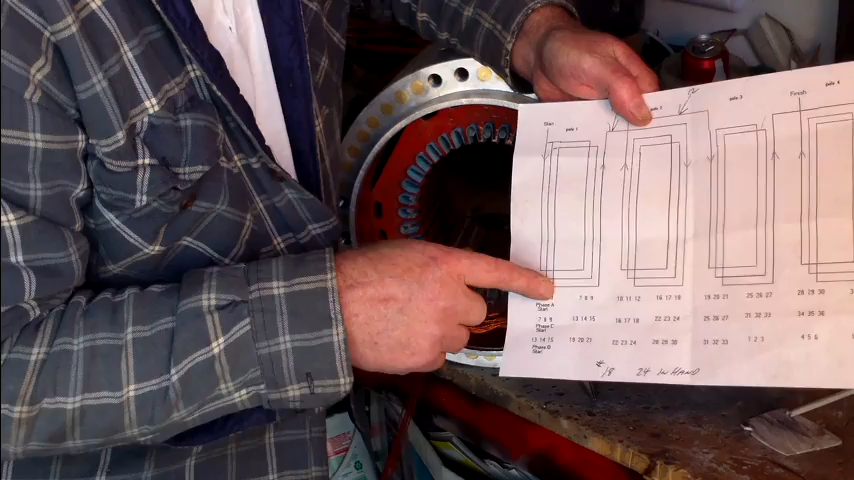 Start pole 1 pole 3 Finish pole 4
7 8 9 10 11 12 16 17 18 19 20 21 25 26 27 28 29 30
Phase A
Start
7 8 9 13 14 15 16 17 18 22 23 24 25 26 27 31 32 33 34 35 36
Phase C
Start
13 14 15 19 20 21 22 23 24 28 29 30 31 32 33 1 2 3 4 5 6
Phase B
Start
#18 24 IN HAND